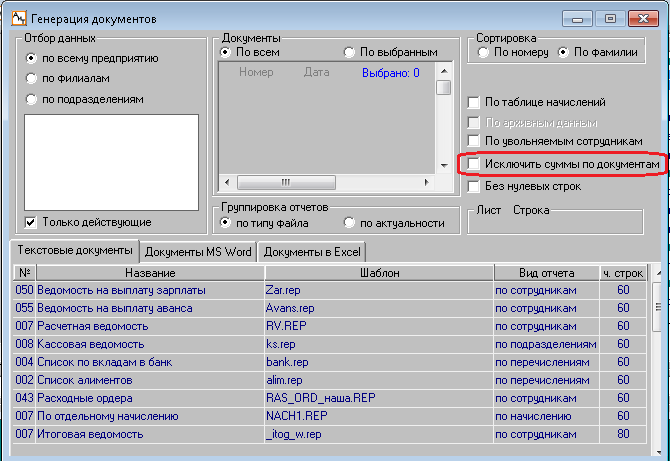 Генерация документов
Отбор данных
по всему предприятию
по филиалам
по подразделениям
Только действующие
Документы
По всем По выбранным
Номер Дата Выбрано: 0
Группировка отчетов
по типу файла по актуальности
Сортировка
По номеру По фамилии
По таблице начислений
По архивным данным
По увольняемым сотрудникам
Исключить суммы по документам
Без нулевых строк
Лист Строка
Текстовые документы Документы MS Word Документы в Excel
№ Название Шаблон Вид отчета ч. строк
050 Ведомость на выплату зарплаты Zar.rep по сотрудникам 60
055 Ведомость на выплату аванса Avans.rep по сотрудникам 60
007 Расчетная ведомость RV.REP по сотрудникам 60
008 Кассовая ведомость ks.rep по подразделениям 60
004 Список по вкладам в банк bank.rep по перечислениям 60
002 Список алиментов alim.rep по перечислениям 60
043 Расходные ордера RAS_ORD_наша.REP по сотрудникам 60
007 По отдельному начислению NACH1.REP по начислению 60
007 Итоговая ведомость _itog_w.rep по сотрудникам 80